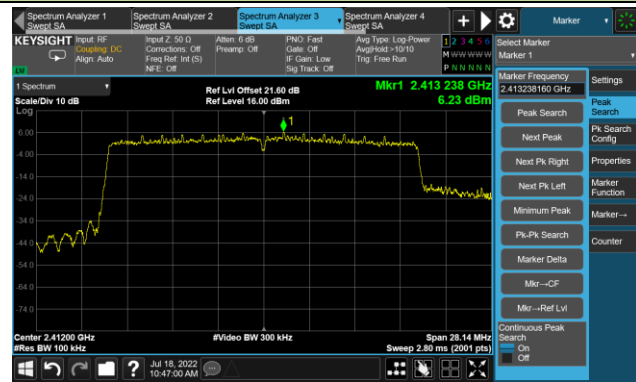 Spectrum Analyzer 1
Swept SA
Spectrum Analyzer 2
Swept SA
Spectrum Analyzer 3
Swept SA
Spectrum Analyzer 4
Swept SA
+
Marker
KEYSIGHT
Input: RF
Coupling: DC
Align: Auto
Input Z: 50 Ω
Corrections: Off
Freq Ref: Int (S)
NFE: Off
Atten: 6 dB
Preamp: Off
PNO: Fast
Gate: Off
IF Gain: Low
Sig Track: Off
Avg Type: Log-Power
Avg|Hold:>10/10
Trig: Free Run
1 2 3 4 5 6
M W W W W W
P N N N N N
Select Marker
Marker 1
LW
1 Spectrum
Scale/Div 10 dB
Log
Ref Lvl Offset 21.60 dB
Ref Level 16.00 dBm
Mkr1 2.413 238 GHz
6.23 dBm
1
6.00
-4.00
-14.0
-24.0
-34.0
-44.0
-54.0
-64.0
-74.0
Center 2.41200 GHz
#Res BW 100 kHz
#Video BW 300 kHz
Span 28.14 MHz
Sweep 2.80 ms (2001 pts)
Marker Frequency
2.413238160 GHz
Peak Search
Next Peak
Next Pk Right
Next Pk Left
Minimum Peak
Pk-Pk Search
Marker Delta
Mkr→CF
Mkr→Ref Lvl
Continuous Peak
Search
On
Off
Settings
Peak
Search
Pk Search
Config
Properties
Marker
Function
Marker→
Counter
?
Jul 18, 2022
10:47:00 AM